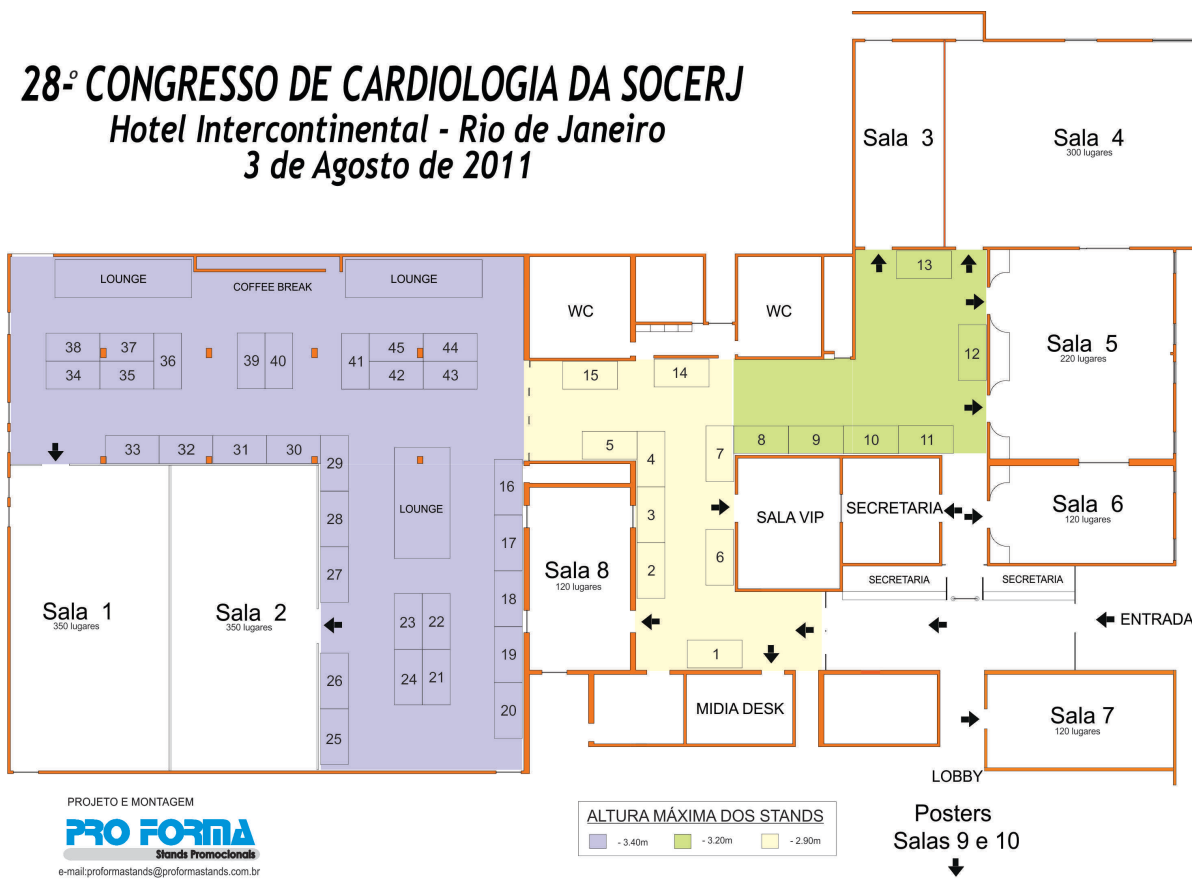 28-º CONGRESSO DE CARDIOLOGIA DA SOCERJ
Hotel Intercontinental - Rio de Janeiro
3 de Agosto de 2011
Sala 3
Sala 4
300 lugares
LOUNGE
COFFEE BREAK
LOUNGE
WC
WC
13
38
37
36
39
40
41
45
44
34
35
42
43
15
14
12
Sala 5
220 lugares
33
32
31
30
29
5
4
7
8
9
10
11
16
28
LOUNGE
17
3
SALA VIP
SECRETARIA
Sala 6
120 lugares
27
18
Sala 8
120 lugares
2
6
SECRETARIA
SECRETARIA
Sala 1
350 lugares
Sala 2
350 lugares
23
22
19
ENTRADA
24
21
1
26
20
25
MIDIA DESK
Sala 7
120 lugares
LOBBY
Posters
Salas 9 e 10
ALTURA MÁXIMA DOS STANDS
- 3.40m
- 3.20m
- 2.90m
PROJETO E MONTAGEM
PRO FORMA
Stands Promocionais
e-mail:proformastands@proformastands.com.br